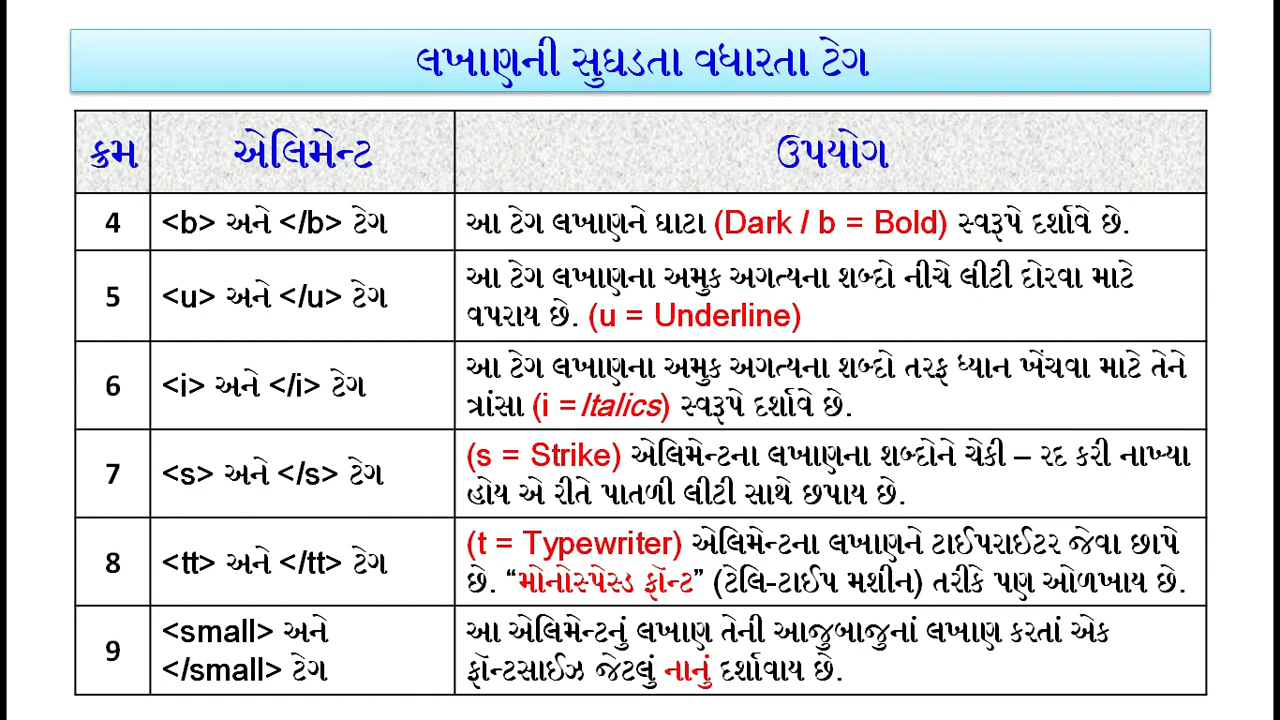 લખાણની સુઘડતા વધારતા ટેગ
ક્રમ એલિમેન્ટ ઉપયોગ
4 <b> અને </b> ટેગ આ ટેગ લખાણને ઘાટા (Dark / b = Bold) સ્વરૂપે દર્શાવે છે.
5 <u> અને </u> ટેગ આ ટેગ લખાણના અમુક અગત્યના શબ્દો નીચે લીટી દોરવા માટે
વપરાય છે. (u = Underline)
6 <i> અને </i> ટેગ આ ટેગ લખાણના અમુક અગત્યના શબ્દો તરફ ધ્યાન ખેંચવા માટે તેને
ત્રાંસા (i =Italics) સ્વરૂપે દર્શાવે છે.
7 <s> અને </s> ટેગ (s = Strike) એલિમેન્ટના લખાણના શબ્દોને ચેકી – રદ કરી નાખ્યા
હોય એ રીતે પાતળી લીટી સાથે છપાય છે.
8 <tt> અને </tt> ટેગ (t = Typewriter) એલિમેન્ટના લખાણને ટાઈપરાઈટર જેવા છાપે
છે. “મોનોસ્પેસ્ડ ફૉન્ટ” (ટેલિ-ટાઈપ મશીન) તરીકે પણ ઓળખાય છે.
9 <small> અને
</small> ટેગ
આ એલિમેન્ટનું લખાણ તેની આજુબાજુનાં લખાણ કરતાં એક
ફૉન્ટસાઈઝ જેટલું નાનું દર્શાવાય છે.